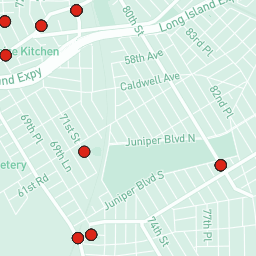 80th St
Long Island Exp
83rd Pl
Kitchen
58th Ave
Caldwell Ave
nd Expy
82nd Pl
69th Pl
71st St
69th Ln
Juniper Blvd N
etery
61st Rd
Juniper Blvd S
74th St
77th Pl